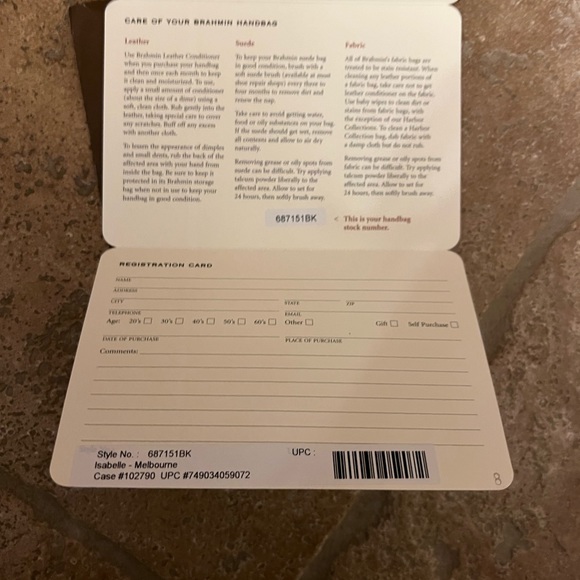 CARE OF YOUR BRAHMIN HANDBAG
Leather
Use Brahmin Leather Conditioner
when you purchase your handbag
and then once each month to keep
it clean and moisturized. To use,
apply a small amount of conditioner
(about the size of a dime) using a
soft, clean cloth. Rub gently into the
leather, taking special care to cover
any scratches. Buff off any excess
with another cloth.
To lessen the appearance of dimples
and small dents, rub the back of the
affected area with your hand from
inside the bag. Be sure to keep it
protected in its Brahmin storage
bag when not in use to keep your
handbag in good condition.
Suede
To keep your Brahmin suede bag
in good condition, brush with a
soft suede brush (available at most
shoe repair shops) every three to
four months to remove dirt and
renew the nap.
Take care to avoid getting water,
food or oily substances on your bag.
If the suede should get wet, remove
all contents and allow to air dry
naturally.
Removing grease or oily spots from
suede can be difficult. Try applying
talcum powder liberally to the
affected area. Allow to set for
24 hours, then softly brush away.
Fabric
All of Brahmin's fabric bags are
treated to be stain resistant. When
cleaning any leather portions of
a fabric bag, take care not to get
leather conditioner on the fabric.
Use baby wipes to clean dirt or
stains from fabric bags, with
the exception of our Harbor
Collections. To clean a Harbor
Collection bag, dab fabric with
a damp cloth but do not rub.
Removing grease or oily spots from
fabric can be difficult. Try applying
talcum powder liberally to the
affected area. Allow to set for
24 hours, then softly brush away.
687151BK
< This is your handbag
stock number.
REGISTRATION CARD
NAME
ADDRESS
CITY STATE ZIP
TELEPHONE EMAIL
Age: 20's 30's 40's 50's 60's Other Gift Self Purchase
DATE OF PURCHASE PLACE OF PURCHASE
Comments:
Style No. : 687151BK UPC :
Isabelle - Melbourne
Case #102790 UPC #749034059072
8